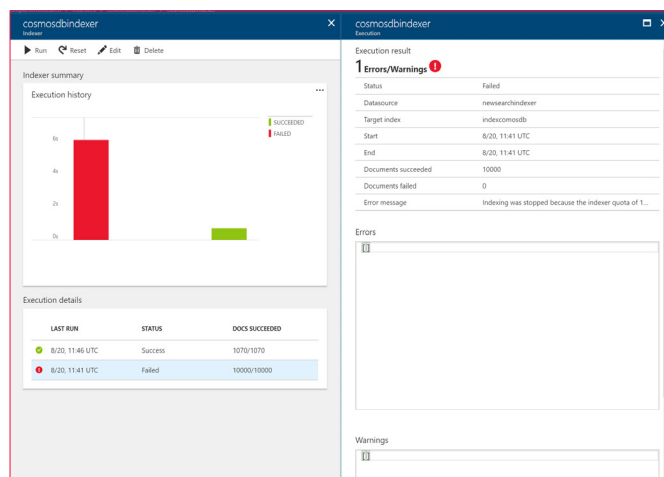 cosmosdbindexer
Indexer
Run Reset Edit Delete
Indexer summary
Execution history
...
SUCCEEDED
FAILED
6s
4s
2s
0s
Execution details
LAST RUN STATUS DOCS SUCCEEDED
8/20, 11:46 UTC Success 1070/1070
8/20, 11:41 UTC Failed 10000/10000
cosmosdbindexer
Execution
Execution result
1 Errors/Warnings
Status Failed
Datasource newsearchindexer
Target index indexcomosdb
Start 8/20, 11:41 UTC
End 8/20, 11:41 UTC
Documents succeeded 10000
Documents failed 0
Error message Indexing was stopped because the indexer quota of 1...
Errors
[]
Warnings
[]